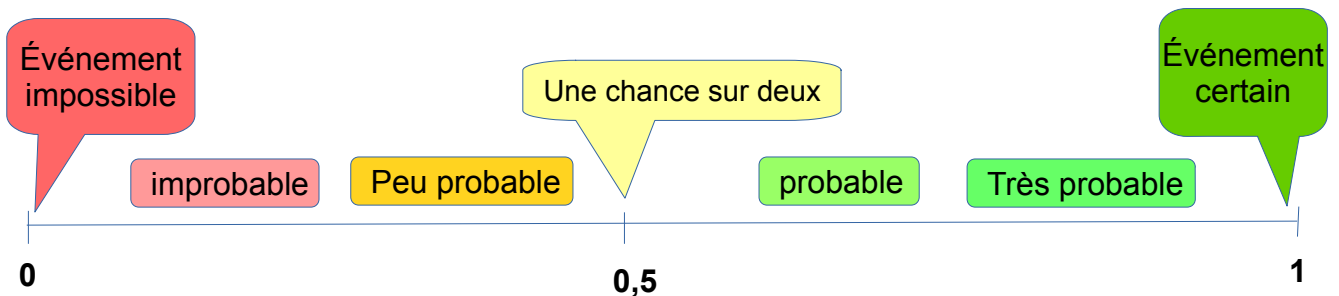 Événement
impossible
Une chance sur deux
Événement
certain
improbable
Peu probable
probable
Très probable
0
0,5
1